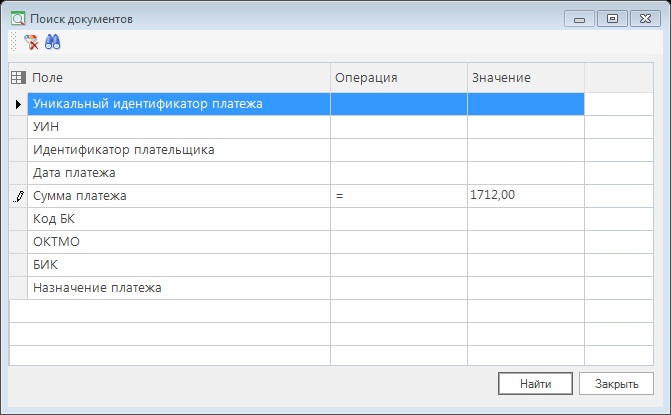 Поиск документов
Поле Операция Значение
Уникальный идентификатор платежа
УИН
Идентификатор плательщика
Дата платежа
Сумма платежа = 1712,00
Код БК
ОКТМО
БИК
Назначение платежа
Найти Закрыть